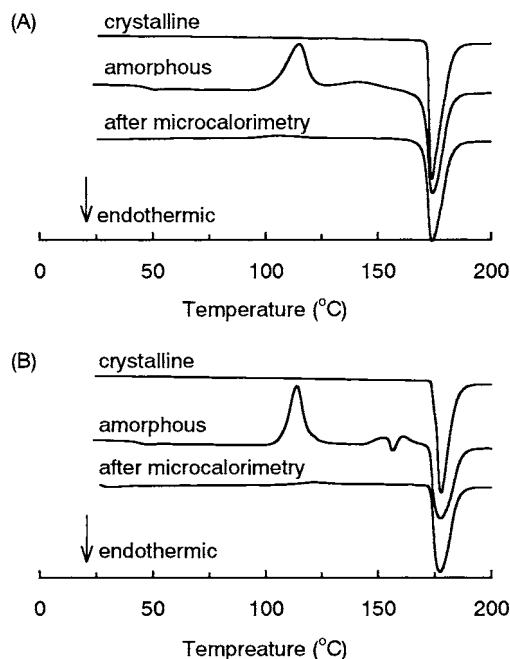 (A)
crystalline
amorphous
after microcalorimetry
endothermic
0 50 100 150 200
Temperature (°C)
(B)
crystalline
amorphous
after microcalorimetry
endothermic
0 50 100 150 200
Tempreature (°C)